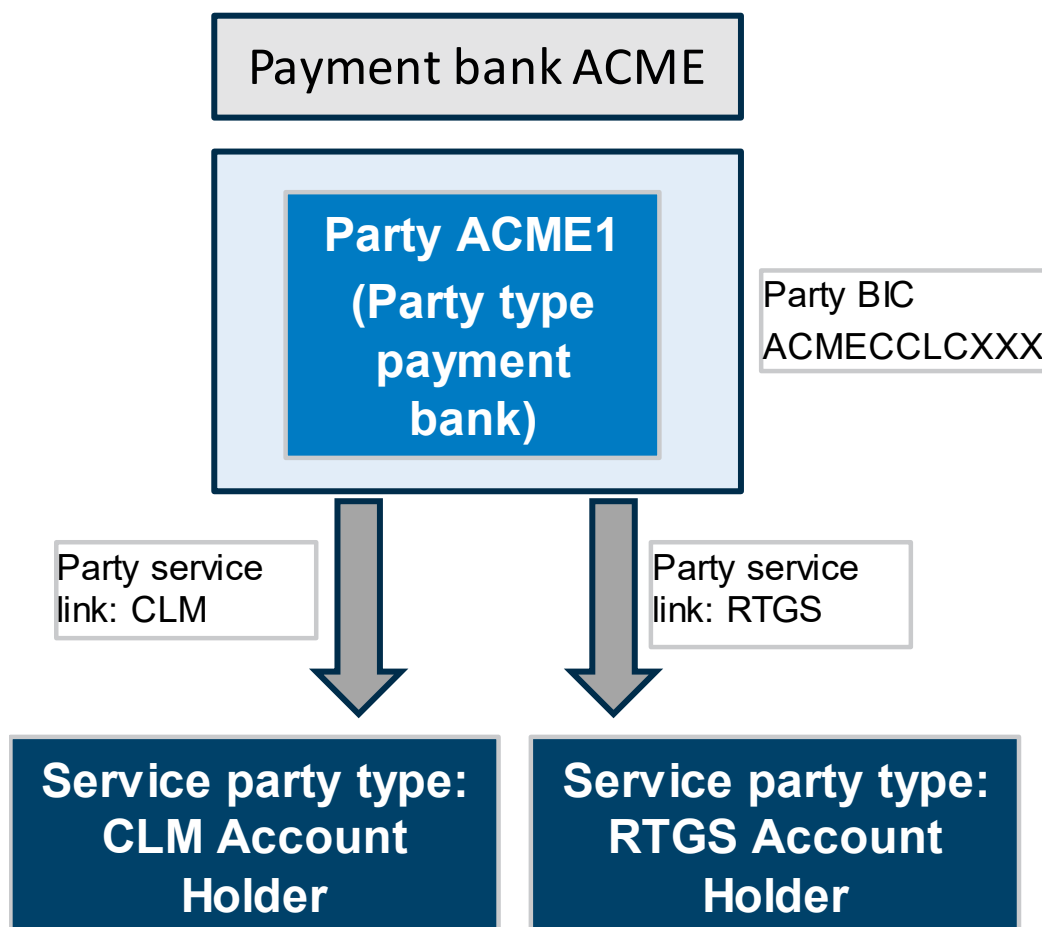 Payment bank ACME
Party ACME1
(Party type
payment
bank)
Party BIC
ACMECCLCXXX
Party service
link: CLM
Party service
link: RTGS
Service party type:
CLM Account
Holder
Service party type:
RTGS Account
Holder